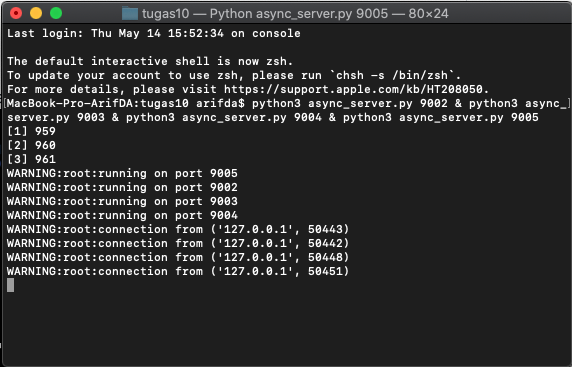 tugas10 — Python async_server.py 9005 — 80×24
Last login: Thu May 14 15:52:34 on console
The default interactive shell is now zsh.
To update your account to use zsh, please run `chsh -s /bin/zsh`.
For more details, please visit https://support.apple.com/kb/HT208050.
[MacBook-Pro-ArifDA:tugas10 arifda$ python3 async_server.py 9002 & python3 async_]
server.py 9003 & python3 async_server.py 9004 & python3 async_server.py 9005
[1] 959
[2] 960
[3] 961
WARNING:root:running on port 9005
WARNING:root:running on port 9002
WARNING:root:running on port 9003
WARNING:root:running on port 9004
WARNING:root:connection from ('127.0.0.1', 50443)
WARNING:root:connection from ('127.0.0.1', 50442)
WARNING:root:connection from ('127.0.0.1', 50448)
WARNING:root:connection from ('127.0.0.1', 50451)